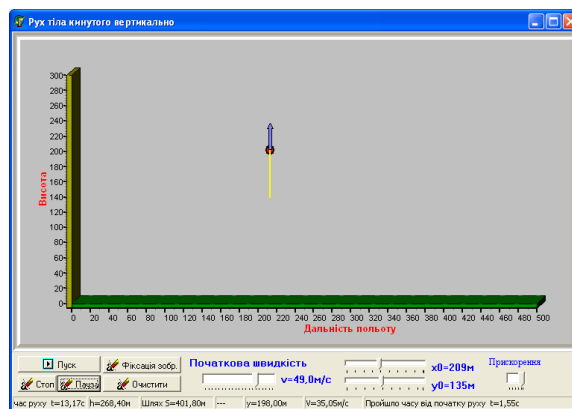 Рух тіла кинутого вертикально
300
280
260
240
220
200
180
160
140
120
100
80
60
40
20
0
Висота
0 20 40 60 80 100 120 140 160 180 200 220 240 260 280 300 320 340 360 380 400 420 440 460 480 500
Дальність польоту
Пуск
Фіксація зобр.
Стоп
Пауза
Очистити
Початкова швидкість
v=49,0м/с
x0=209м
y0=135м
Прискорення
час руху t=13,17с h=268,40м Шлях S=401,80м --- y=198,00м V=35,05м/с Пройшло часу від початку руху t=1,55с